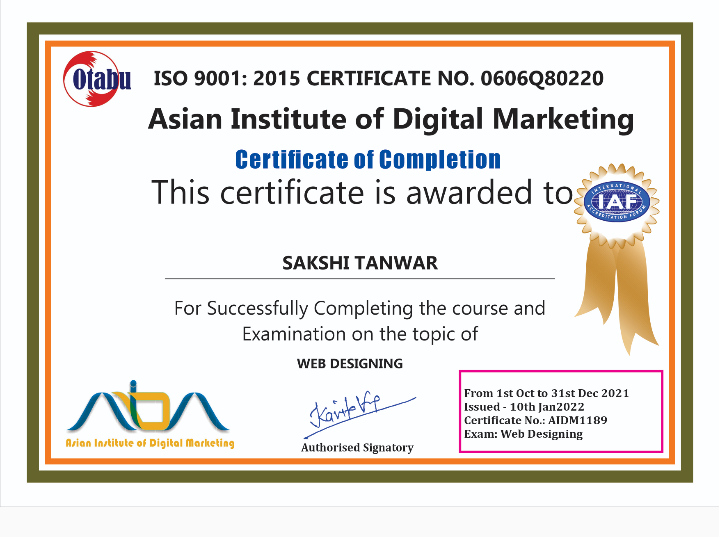 Otabu
ISO 9001: 2015 CERTIFICATE NO. 0606Q80220
Asian Institute of Digital Marketing
Certificate of Completion
This certificate is awarded to
INTERNATIONAL
IAF
ACCREDITATION FORUM
SAKSHI TANWAR
For Successfully Completing the course and
Examination on the topic of
WEB DESIGNING
From 1st Oct to 31st Dec 2021
Issued - 10th Jan2022
Certificate No.: AIDM1189
Exam: Web Designing
Asian Institute of Digital Marketing
Authorised Signatory